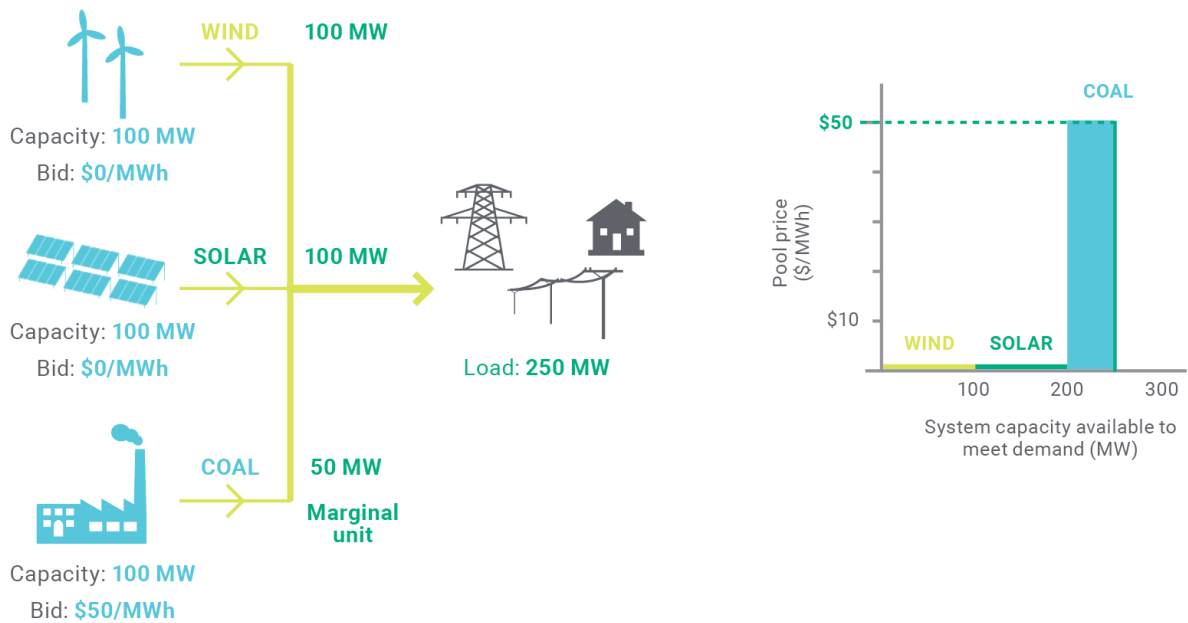 WIND 100 MW
Capacity: 100 MW
Bid: $0/MWh
SOLAR 100 MW
Capacity: 100 MW
Bid: $0/MWh
COAL 50 MW
Marginal
unit
Capacity: 100 MW
Bid: $50/MWh
Load: 250 MW
COAL
$50
Pool price
($/MWh)
$10
WIND SOLAR
100 200 300
System capacity available to
meet demand (MW)